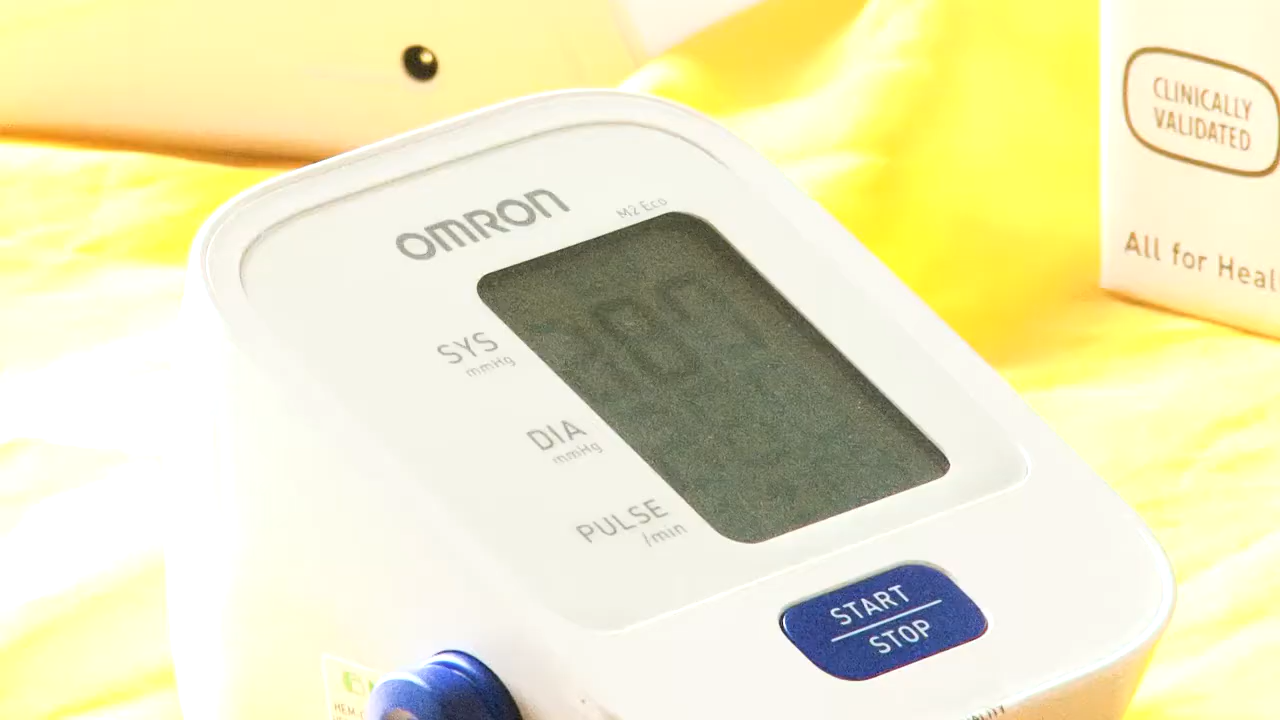 CLINICALLY
VALIDATED
All for Heal
OMRON
M2 Eco
SYS
mmHg
DIA
mmHg
PULSE
/min
START
STOP